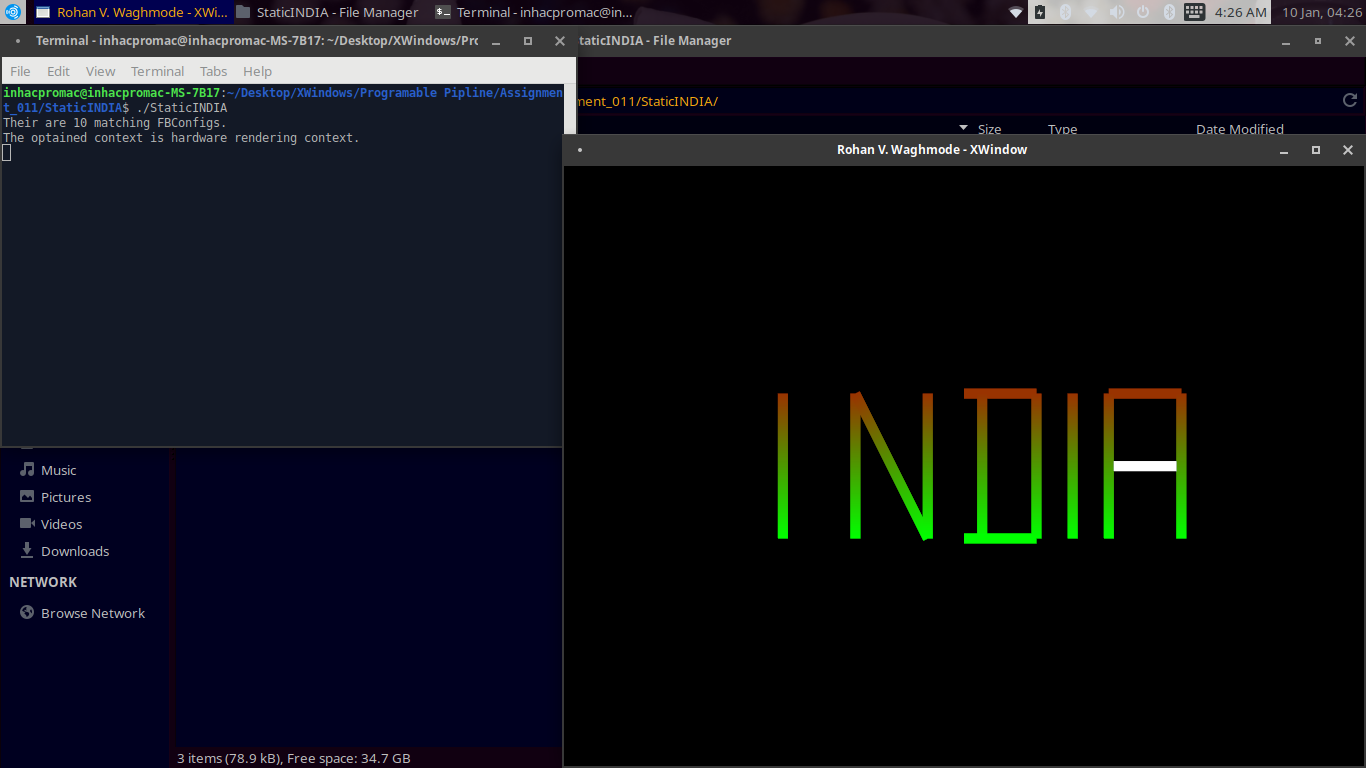 Rohan V. Waghmode - XWi... StaticINDIA - File Manager Terminal - inhacpromac@in... 4:26 AM 10 Jan, 04:26
Terminal - inhacpromac@inhacpromac-MS-7B17: ~/Desktop/XWindows/Prc
taticINDIA - File Manager
File Edit View Terminal Tabs Help
inhacpromac@inhacpromac-MS-7B17:~/Desktop/XWindows/Programable Pipline/Assignmen
t_011/StaticINDIA$ ./StaticINDIA
Their are 10 matching FBConfigs.
The optained context is hardware rendering context.
ment_011/StaticINDIA/
Size Type Date Modified
Rohan V. Waghmode - XWindow
INDIA
Music
Pictures
Videos
Downloads
NETWORK
Browse Network
3 items (78.9 kB), Free space: 34.7 GB